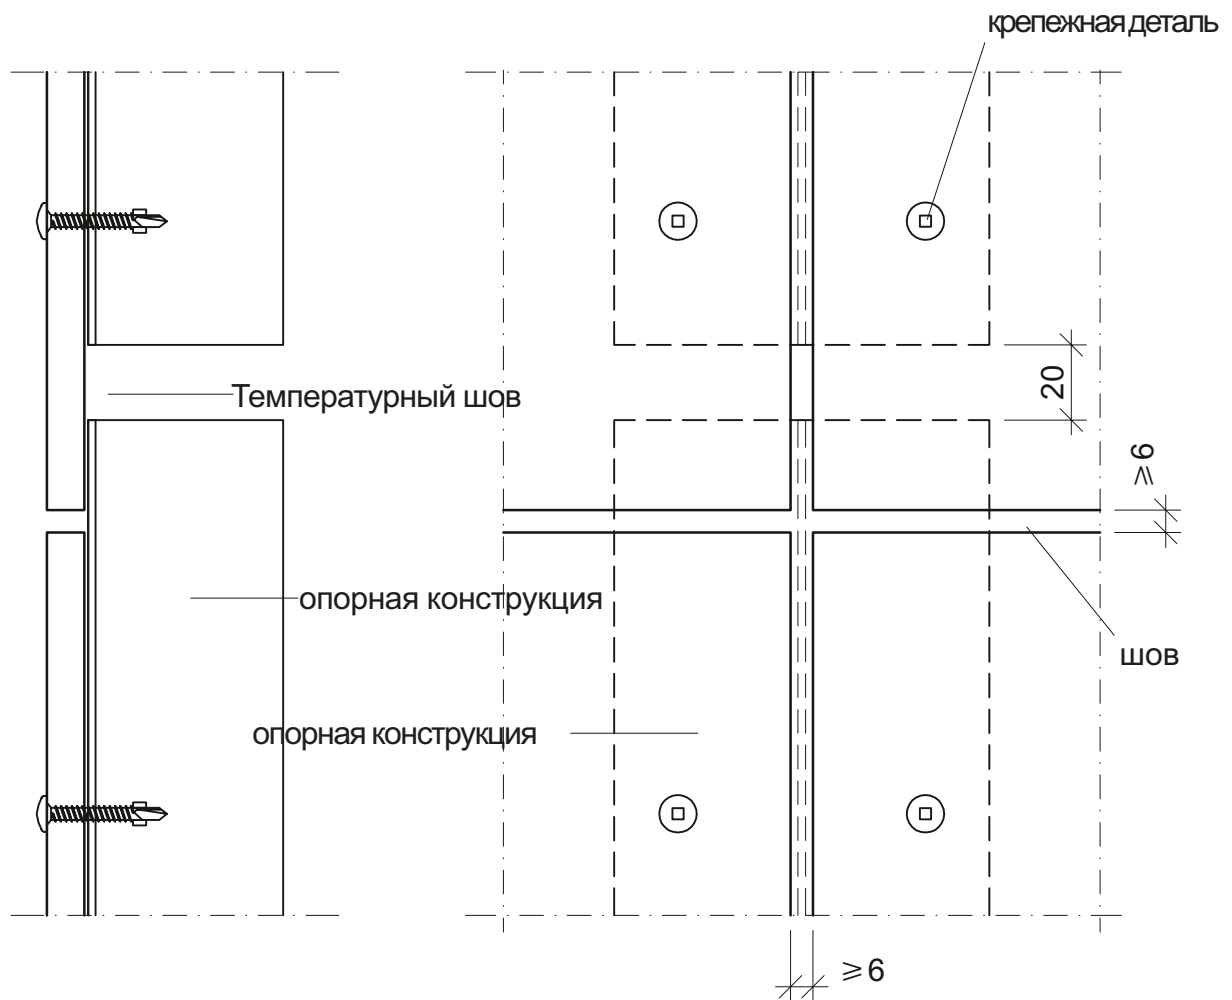 крепежная деталь
Температурный шов
20
≥6
опорная конструкция
шов
опорная конструкция
≥6